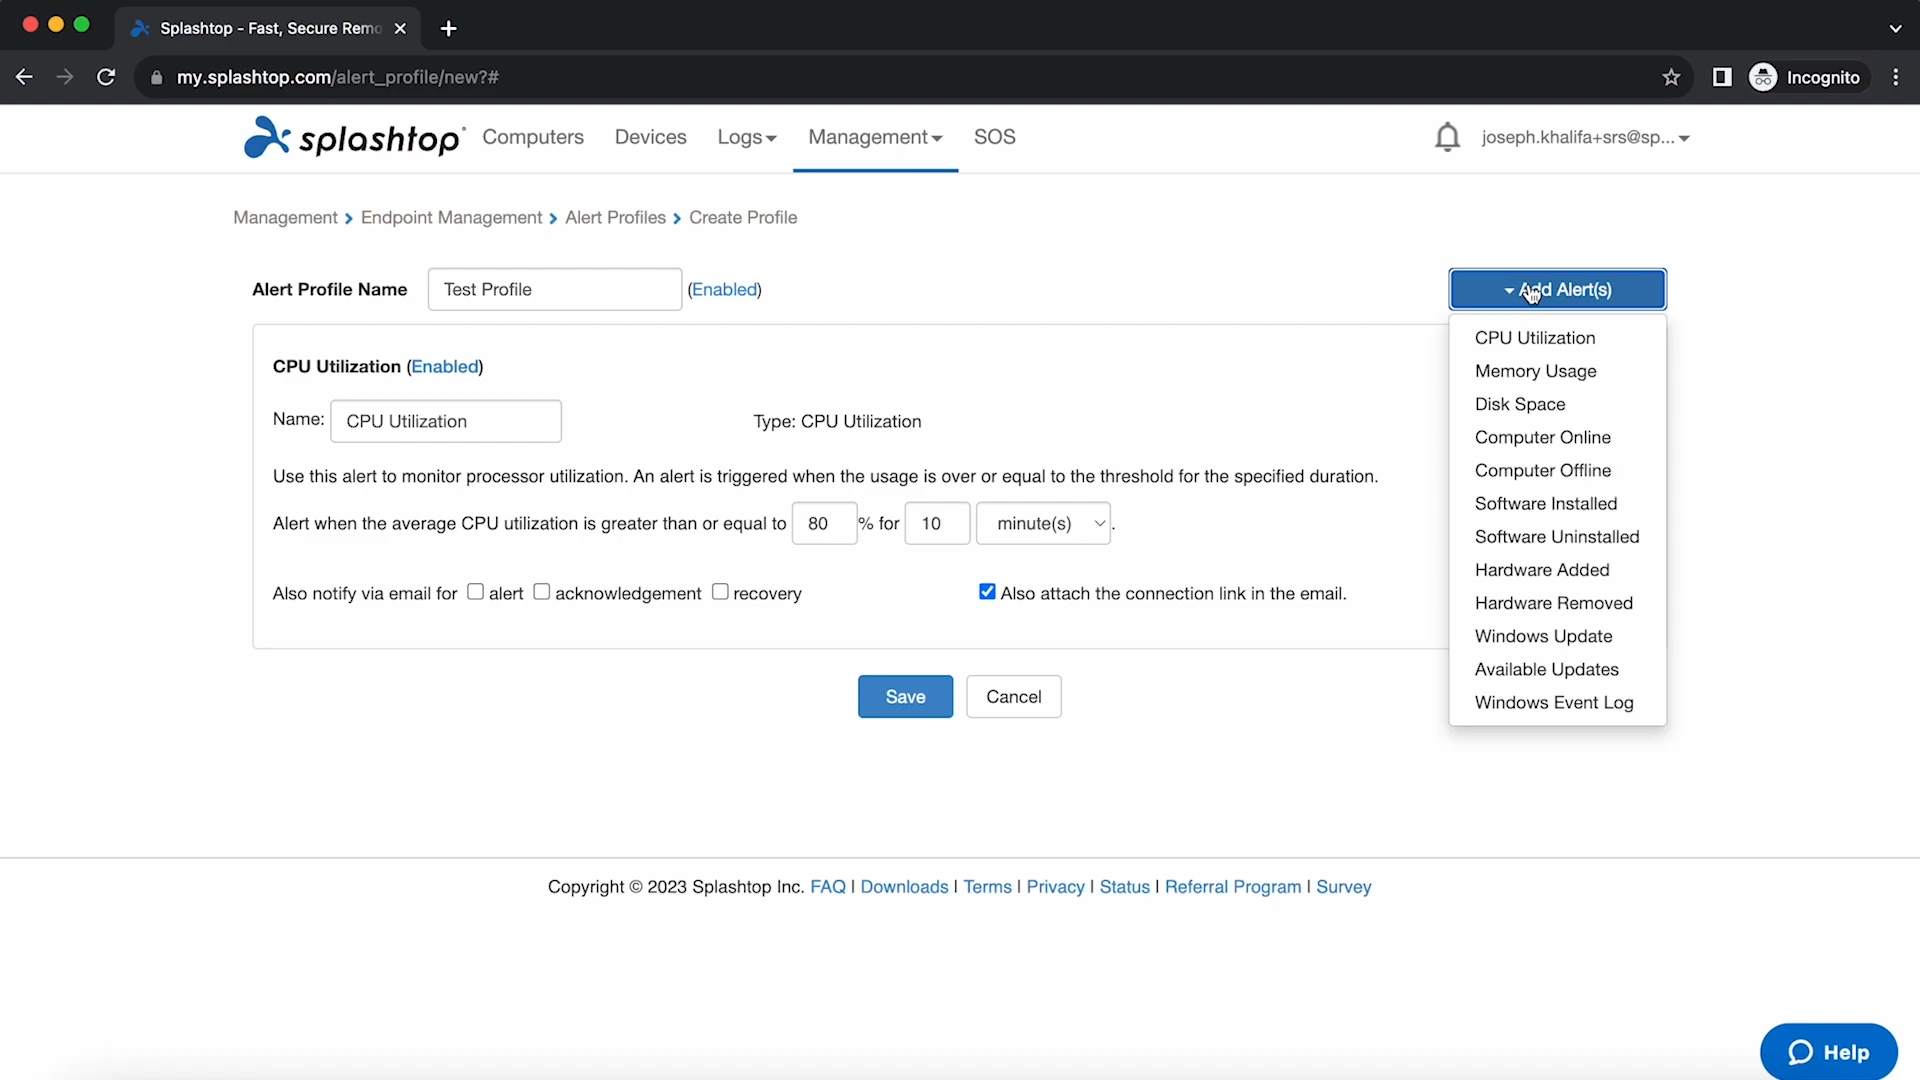 Splashtop - Fast, Secure Remo
my.splashtop.com/alert_profile/new?#
Incognito
splashtop
Computers
Devices
Logs
Management
SOS
joseph.khalifa+srs@sp...
Management > Endpoint Management > Alert Profiles > Create Profile
Alert Profile Name
Test Profile
(Enabled)
Add Alert(s)
CPU Utilization
Memory Usage
Disk Space
Computer Online
Computer Offline
Software Installed
Software Uninstalled
Hardware Added
Hardware Removed
Windows Update
Available Updates
Windows Event Log
CPU Utilization (Enabled)
Name: CPU Utilization
Type: CPU Utilization
Use this alert to monitor processor utilization. An alert is triggered when the usage is over or equal to the threshold for the specified duration.
Alert when the average CPU utilization is greater than or equal to 80 % for 10 minute(s) .
Also notify via email for alert acknowledgement recovery
Also attach the connection link in the email.
Save
Cancel
Copyright © 2023 Splashtop Inc. FAQ | Downloads | Terms | Privacy | Status | Referral Program | Survey
Help